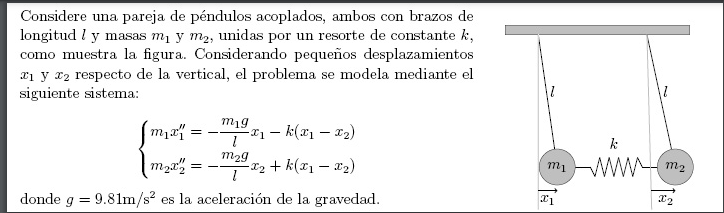 Considere una pareja de péndulos acoplados, ambos con brazos de
longitud l y masas m₁ y m₂, unidas por un resorte de constante k,
como muestra la figura. Considerando pequeños desplazamientos
x₁ y x₂ respecto de la vertical, el problema se modela mediante el
siguiente sistema:
{ m₁x₁″ = −(m₁g/l)x₁ − k(x₁ − x₂)
m₂x₂″ = −(m₂g/l)x₂ + k(x₁ − x₂)
donde g = 9.81m/s² es la aceleración de la gravedad.
l
l
k
m₁
m₂
x₁
x₂